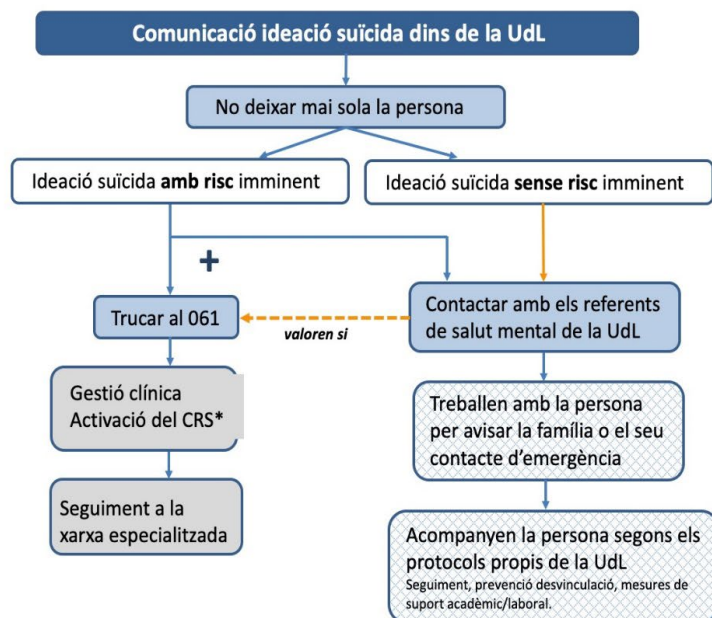 Comunicació ideació suïcida dins de la UdL
No deixar mai sola la persona
Ideació suïcida amb risc imminent
Ideació suïcida sense risc imminent
+
Trucar al 061
valoren si
Contactar amb els referents
de salut mental de la UdL
Gestió clínica
Activació del CRS*
Treballen amb la persona
per avisar la família o el seu
contacte d’emergència
Seguiment a la
xarxa especialitzada
Acompanyen la persona segons els
protocols propis de la UdL
Seguiment, prevenció desvinculació, mesures de
suport acadèmic/laboral.